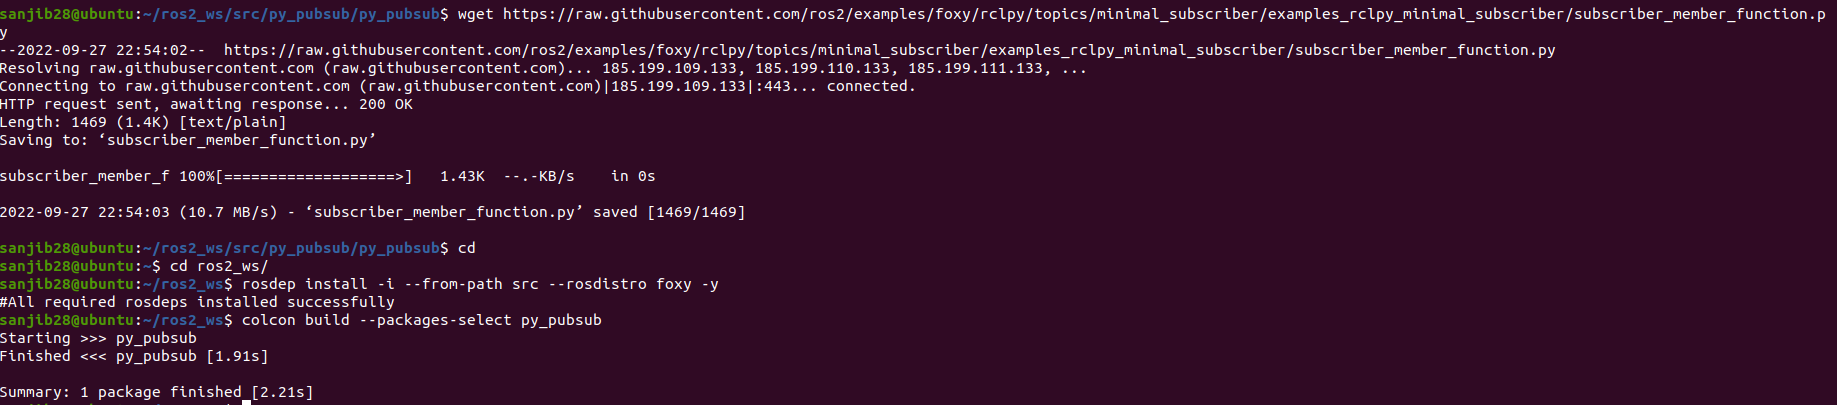 sanjib28@ubuntu:~/ros2_ws/src/py_pubsub/py_pubsub$ wget https://raw.githubusercontent.com/ros2/examples/foxy/rclpy/topics/minimal_subscriber/examples_rclpy_minimal_subscriber/subscriber_member_function.p
y
--2022-09-27 22:54:02--  https://raw.githubusercontent.com/ros2/examples/foxy/rclpy/topics/minimal_subscriber/examples_rclpy_minimal_subscriber/subscriber_member_function.py
Resolving raw.githubusercontent.com (raw.githubusercontent.com)... 185.199.109.133, 185.199.110.133, 185.199.111.133, ...
Connecting to raw.githubusercontent.com (raw.githubusercontent.com)|185.199.109.133|:443... connected.
HTTP request sent, awaiting response... 200 OK
Length: 1469 (1.4K) [text/plain]
Saving to: ‘subscriber_member_function.py’
subscriber_member_f 100%[===================>]   1.43K  --.-KB/s    in 0s
2022-09-27 22:54:03 (10.7 MB/s) - ‘subscriber_member_function.py’ saved [1469/1469]
sanjib28@ubuntu:~/ros2_ws/src/py_pubsub/py_pubsub$ cd
sanjib28@ubuntu:~$ cd ros2_ws/
sanjib28@ubuntu:~/ros2_ws$ rosdep install -i --from-path src --rosdistro foxy -y
#All required rosdeps installed successfully
sanjib28@ubuntu:~/ros2_ws$ colcon build --packages-select py_pubsub
Starting >>> py_pubsub
Finished <<< py_pubsub [1.91s]
Summary: 1 package finished [2.21s]